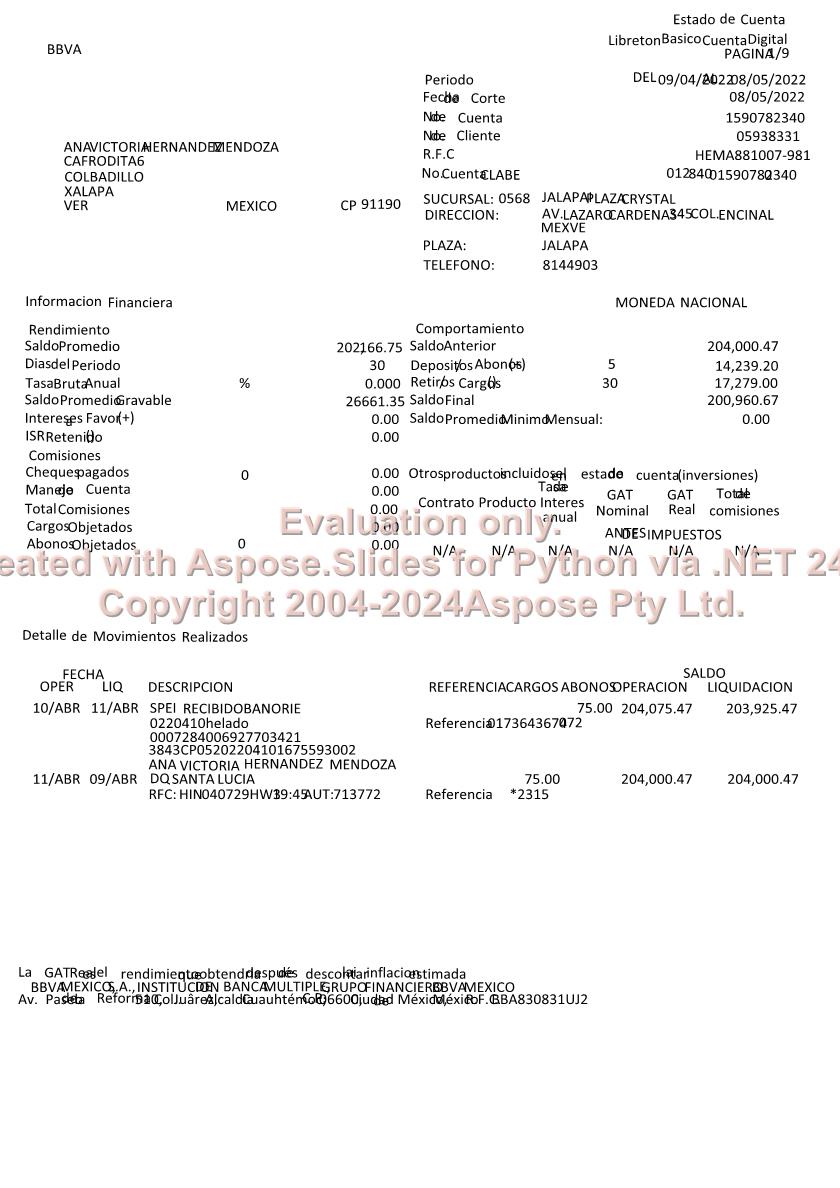 Estado de Cuenta
Libreton Basico Cuenta Digital
PAGINA 1/9
BBVA
Periodo DEL 09/04/2022 AL 08/05/2022
Fecha de Corte 08/05/2022
No. de Cuenta 1590782340
No. de Cliente 05938331
R.F.C HEMA881007-981
No. Cuenta CLABE 012 840 01590782340
ANA VICTORIA HERNANDEZ MENDOZA
CAFRODITA6
COLBADILLO
XALAPA
VER MEXICO CP 91190
SUCURSAL: 0568 JALAPA PLAZA CRYSTAL
DIRECCION: AV. LAZARO CARDENAS 345 COL. ENCINAL
MEXVE
PLAZA: JALAPA
TELEFONO: 8144903
Informacion Financiera MONEDA NACIONAL
Rendimiento Comportamiento
Saldo Promedio 202,166.75 Saldo Anterior 204,000.47
Dias del Periodo 30 Depositos / Abonos (+) 5 14,239.20
Tasa Bruta Anual % 0.000 Retiros / Cargos () 30 17,279.00
Saldo Promedio Gravable 26661.35 Saldo Final 200,960.67
Intereses a Favor (+) 0.00 Saldo Promedio Minimo Mensual: 0.00
ISR Retenido () 0.00
Comisiones
Cheques pagados 0 0.00 Otros productos incluidos en el estado de cuenta (inversiones)
Manejo de Cuenta 0.00
Total Comisiones 0.00
Cargos Objetados 0.00
Abonos Objetados 0 0.00
Contrato Producto Tasa de Interes anual GAT Nominal GAT Real Total de comisiones
ANTES DE IMPUESTOS
N/A N/A N/A N/A N/A N/A
Evaluation only.
eated with Aspose.Slides for Python via .NET 24
Copyright 2004-2024Aspose Pty Ltd.
Detalle de Movimientos Realizados
FECHA SALDO
OPER LIQ DESCRIPCION REFERENCIA CARGOS ABONOS OPERACION LIQUIDACION
10/ABR 11/ABR SPEI RECIBIDOBANORIE 75.00 204,075.47 203,925.47
0220410helado Referencia
0007284006927703421
3843CP05202204101675593002
ANA VICTORIA HERNANDEZ MENDOZA
11/ABR 09/ABR DQ SANTA LUCIA 75.00 204,000.47 204,000.47
RFC: HIN 040729HW3 19:45 AUT:713772 Referencia *2315
La GAT Real es el rendimiento que obtendria despues de descontar la inflacion estimada
BBVA MEXICO, S.A., INSTITUCION DE BANCA MULTIPLE, GRUPO FINANCIERO BBVA MEXICO
Av. Paseo de la Reforma 510, Col. Juárez, Alcaldia Cuauhtémoc, C.P. 06600, Ciudad de México, México R.F.C. BBA830831UJ2